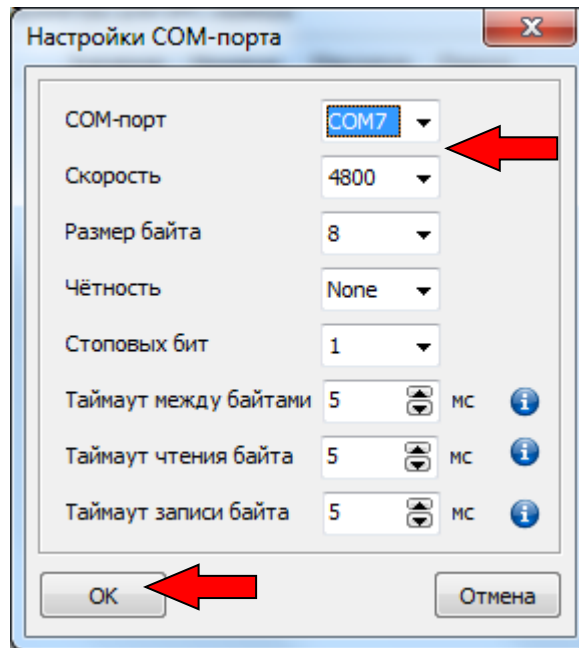 Настройки COM-порта
COM-порт COM7
Скорость 4800
Размер байта 8
Чётность None
Стоповых бит 1
Таймаут между байтами 5 мс
Таймаут чтения байта 5 мс
Таймаут записи байта 5 мс
OK Отмена